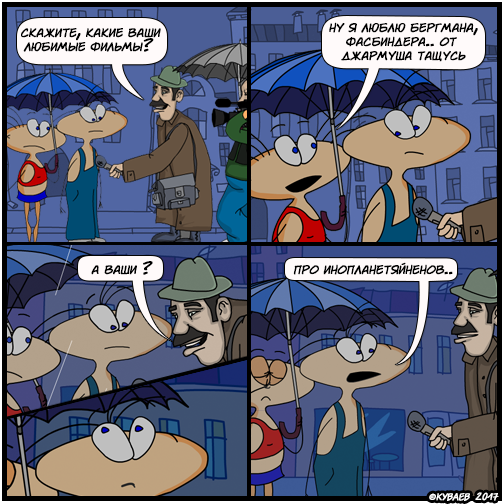 СКАЖИТЕ, КАКИЕ ВАШИ
ЛЮБИМЫЕ ФИЛЬМЫ?
НУ Я ЛЮБЛЮ БЕРГМАНА,
ФАСБИНДЕРА.. ОТ
ДЖАРМУША ТАЩУСЬ
А ВАШИ ?
ПРО ИНОПЛАНЕТЯЙНЕНОВ..
©КУВАЕВ 2017